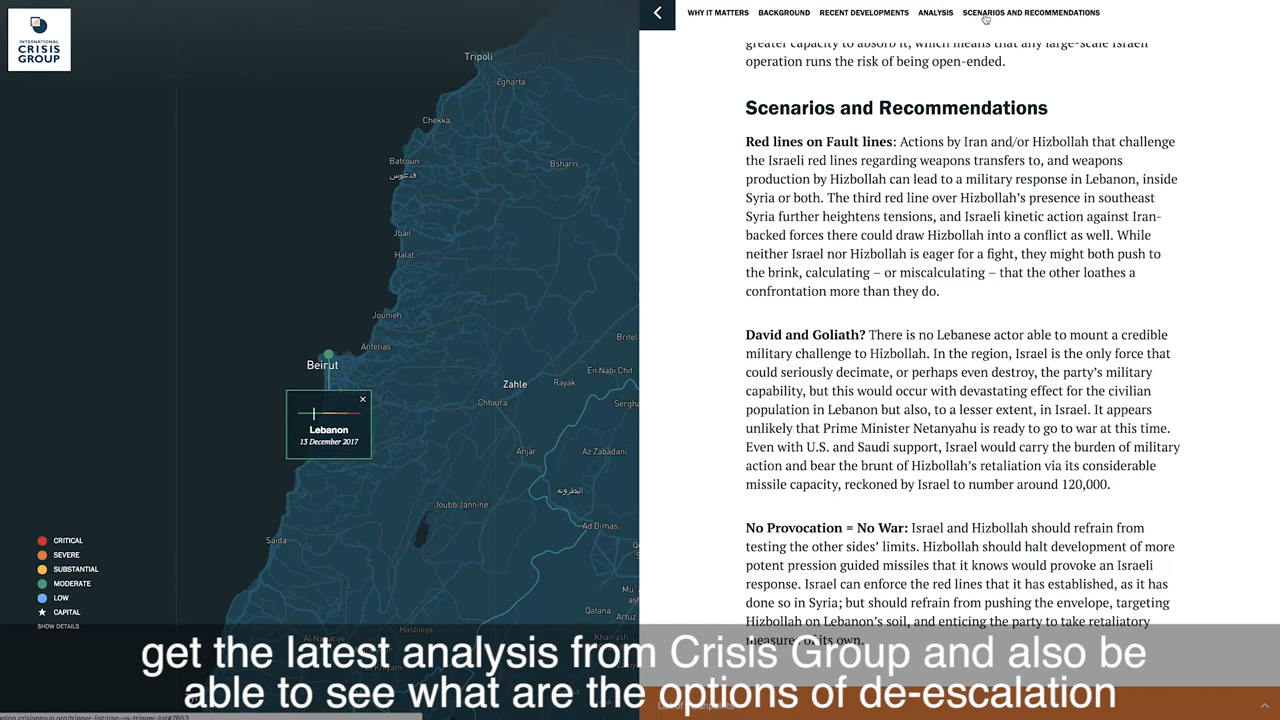 INTERNATIONAL
CRISIS
GROUP
WHY IT MATTERS
BACKGROUND
RECENT DEVELOPMENTS
ANALYSIS
SCENARIOS AND RECOMMENDATIONS
greater capacity to absorb it, which means that any large-scale Israeli
operation runs the risk of being open-ended.
Scenarios and Recommendations
Red lines on Fault lines: Actions by Iran and/or Hizbollah that challenge
the Israeli red lines regarding weapons transfers to, and weapons
production by Hizbollah can lead to a military response in Lebanon, inside
Syria or both. The third red line over Hizbollah's presence in southeast
Syria further heightens tensions, and Israeli kinetic action against Iran-
backed forces there could draw Hizbollah into a conflict as well. While
neither Israel nor Hizbollah is eager for a fight, they might both push to
the brink, calculating – or miscalculating – that the other loathes a
confrontation more than they do.
David and Goliath? There is no Lebanese actor able to mount a credible
military challenge to Hizbollah. In the region, Israel is the only force that
could seriously decimate, or perhaps even destroy, the party's military
capability, but this would occur with devastating effect for the civilian
population in Lebanon but also, to a lesser extent, in Israel. It appears
unlikely that Prime Minister Netanyahu is ready to go to war at this time.
Even with U.S. and Saudi support, Israel would carry the burden of military
action and bear the brunt of Hizbollah's retaliation via its considerable
missile capacity, reckoned by Israel to number around 120,000.
No Provocation = No War: Israel and Hizbollah should refrain from
testing the other sides' limits. Hizbollah should halt development of more
potent pression guided missiles that it knows would provoke an Israeli
response. Israel can enforce the red lines that it has established, as it has
done so in Syria; but should refrain from pushing the envelope, targeting
Hizbollah on Lebanon's soil, and enticing the party to take retaliatory
measures of its own.
Tripoli
Zgharta
Chekka
Batroun
Bsharri
قدعوس
Jbail
Halat
Jounieh
Antelias
Britel
Beirut
En Nabi Chit
Zahle
Rayak
Chtoura
Sergha
Lebanon
13 December 2017
Anjar
Az Zabadani
Joubb Jannine
Ad Dimas
Saida
Qatana
Artuz
Hasbaiya
CRITICAL
SEVERE
SUBSTANTIAL
MODERATE
LOW
CAPITAL
SHOW DETAILS
get the latest analysis from Crisis Group and also be
able to see what are the options of de-escalation